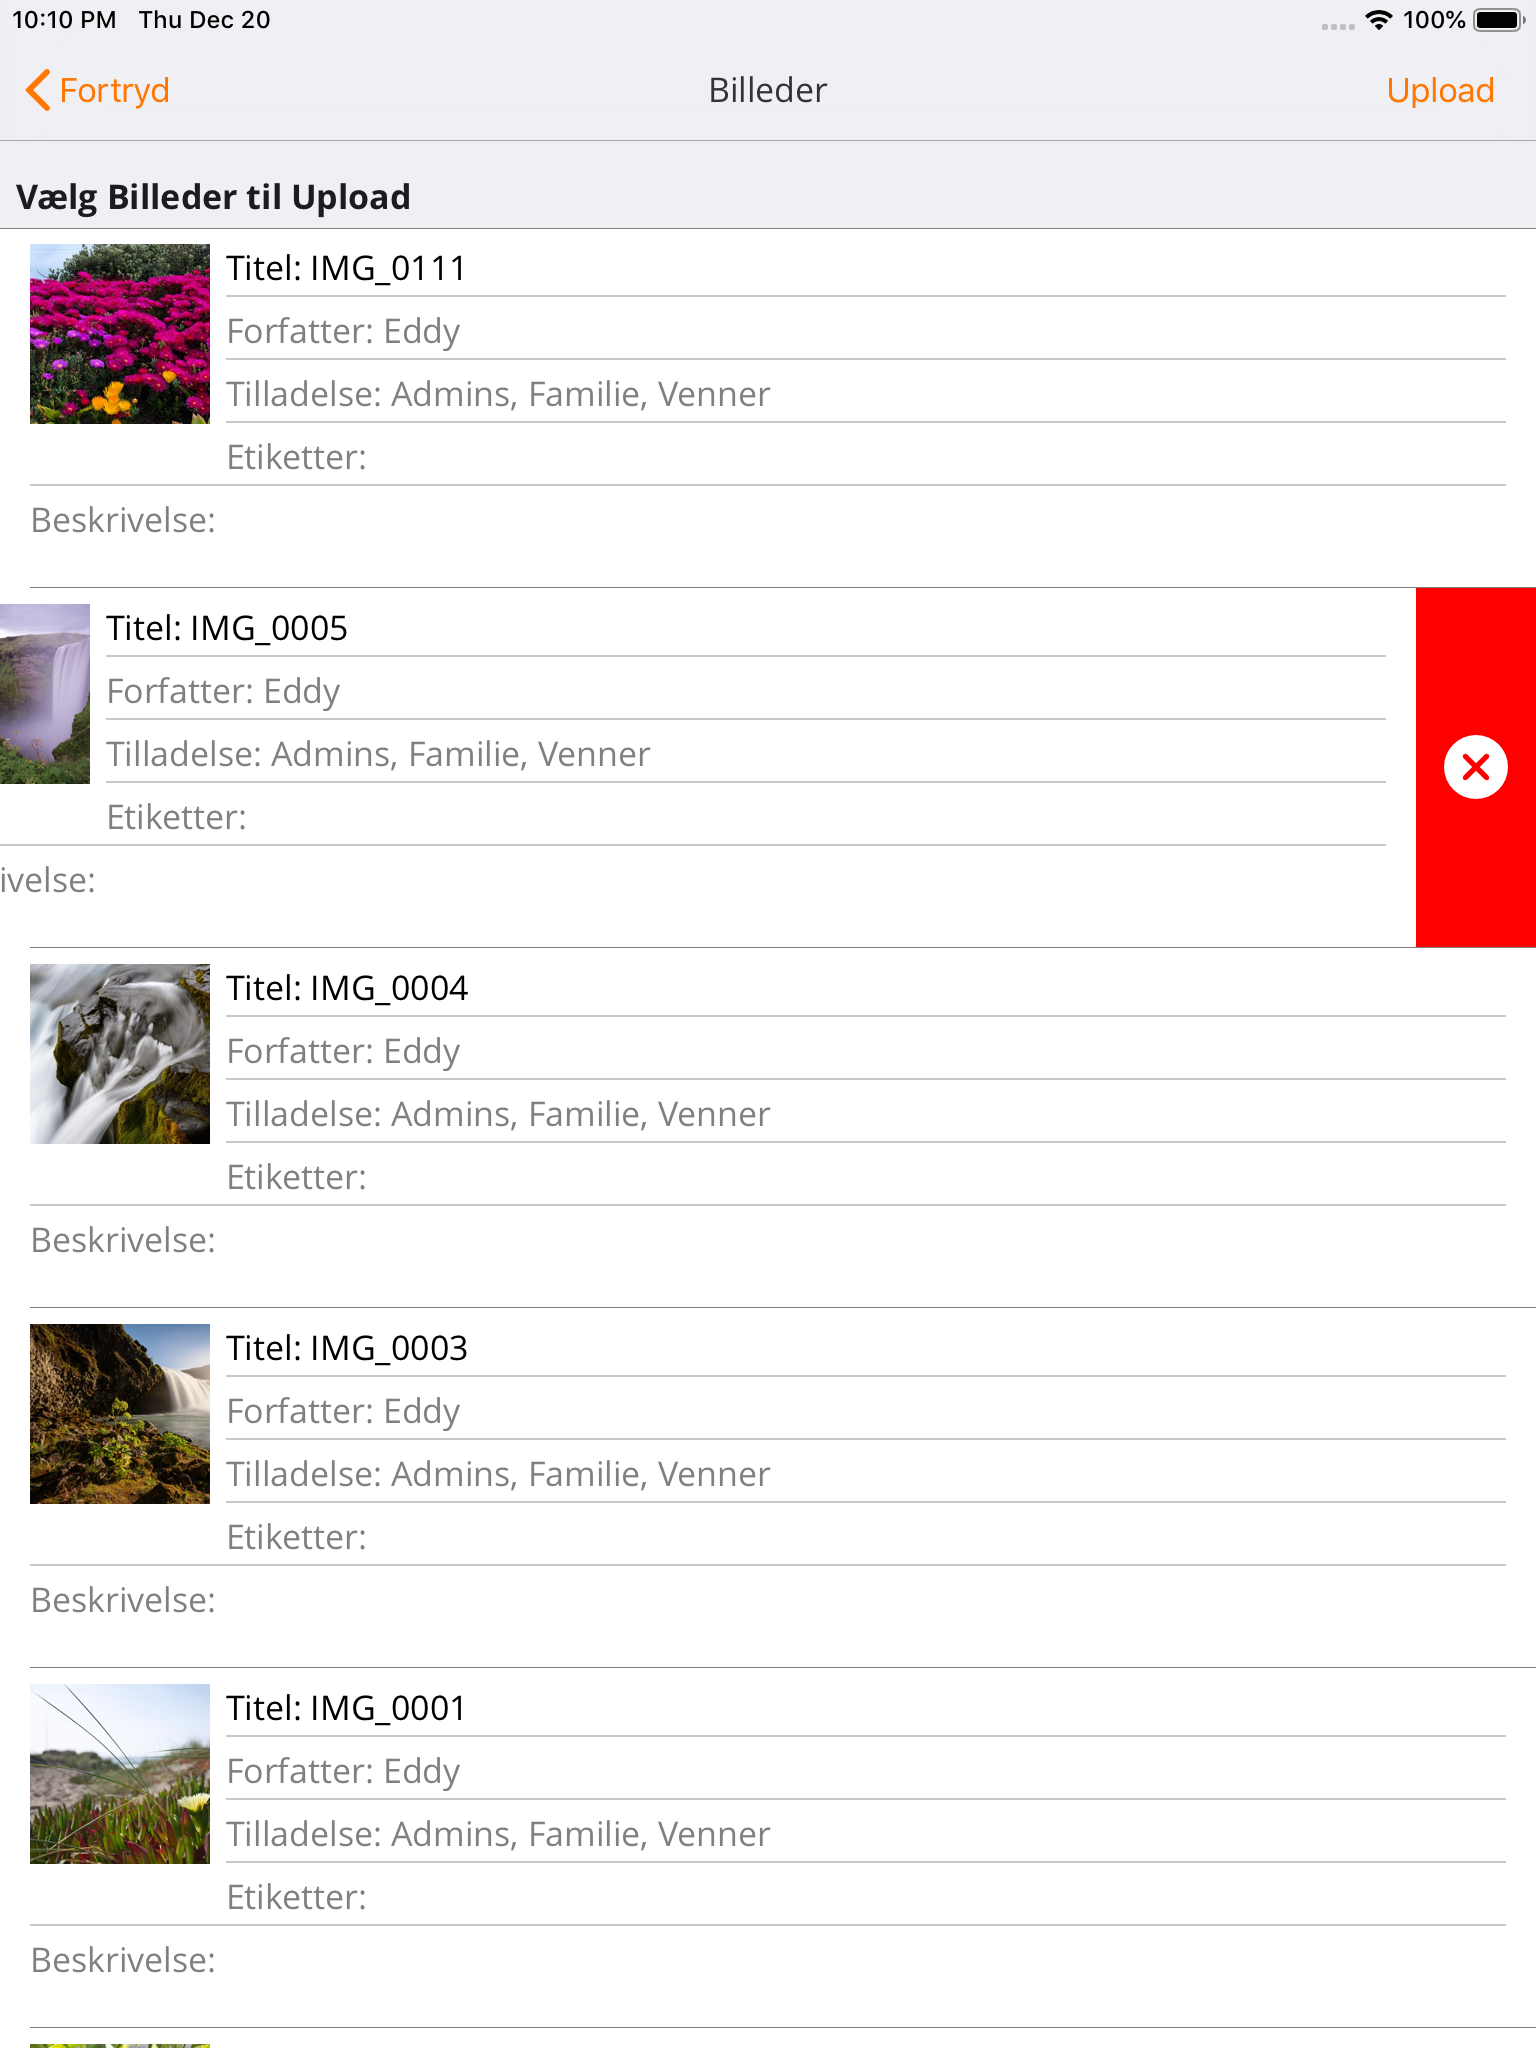 10:10 PM Thu Dec 20 100%
Fortryd Billeder Upload
Vælg Billeder til Upload
Titel: IMG_0111
Forfatter: Eddy
Tilladelse: Admins, Familie, Venner
Etiketter:
Beskrivelse:
Titel: IMG_0005
Forfatter: Eddy
Tilladelse: Admins, Familie, Venner
Etiketter:
ivelse:
Titel: IMG_0004
Forfatter: Eddy
Tilladelse: Admins, Familie, Venner
Etiketter:
Beskrivelse:
Titel: IMG_0003
Forfatter: Eddy
Tilladelse: Admins, Familie, Venner
Etiketter:
Beskrivelse:
Titel: IMG_0001
Forfatter: Eddy
Tilladelse: Admins, Familie, Venner
Etiketter:
Beskrivelse: